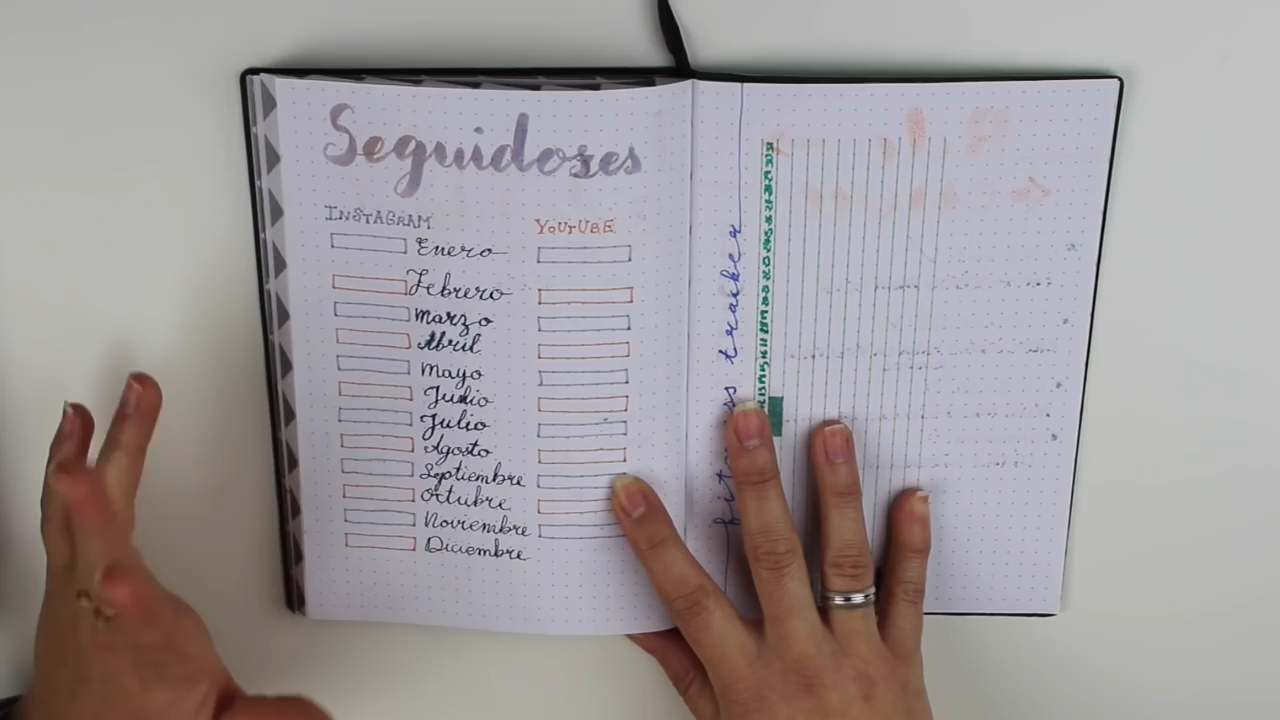 Seguidores
INSTAGRAM YOUTUBE
Enero
Febrero
Marzo
Abril
Mayo
Junio
Julio
Agosto
Septiembre
Octubre
Noviembre
Diciembre
tracker